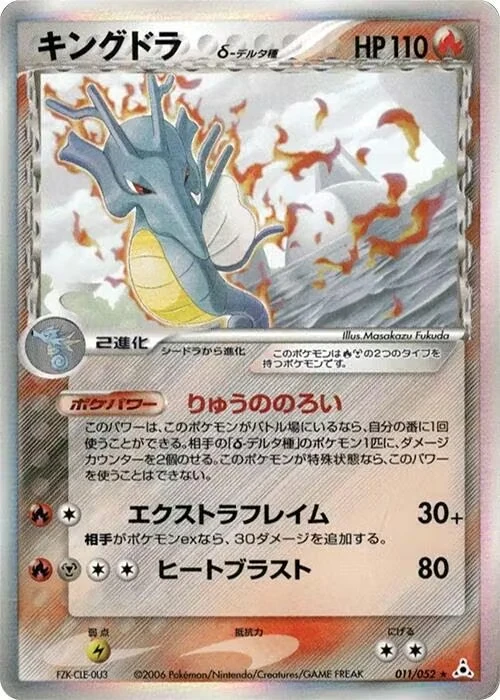 キングドラ δ-デルタ種 HP110
Illus.Masakazu Fukuda
2進化 シードラから進化
このポケモンは の2つのタイプを
持つポケモンです。
ポケパワー りゅうののろい
このパワーは、このポケモンがバトル場にいるなら、自分の番に1回
使うことができる。相手の「δ-デルタ種」のポケモン1匹に、ダメージ
カウンターを2個のせる。このポケモンが特殊状態なら、このパワー
を使うことはできない。
エクストラフレイム 30+
相手がポケモンexなら、30ダメージを追加する。
ヒートブラスト 80
弱点 抵抗力 にげる
FZK-CLE-0U3 ©2006 Pokémon/Nintendo/Creatures/GAME FREAK 011/052 ★